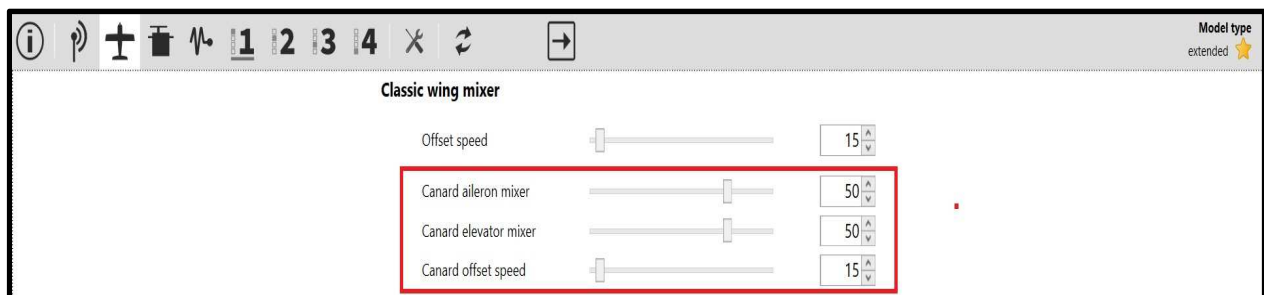 i 1 2 3 4
Model type
extended
Classic wing mixer
Offset speed 15
Canard aileron mixer 50
Canard elevator mixer 50
Canard offset speed 15